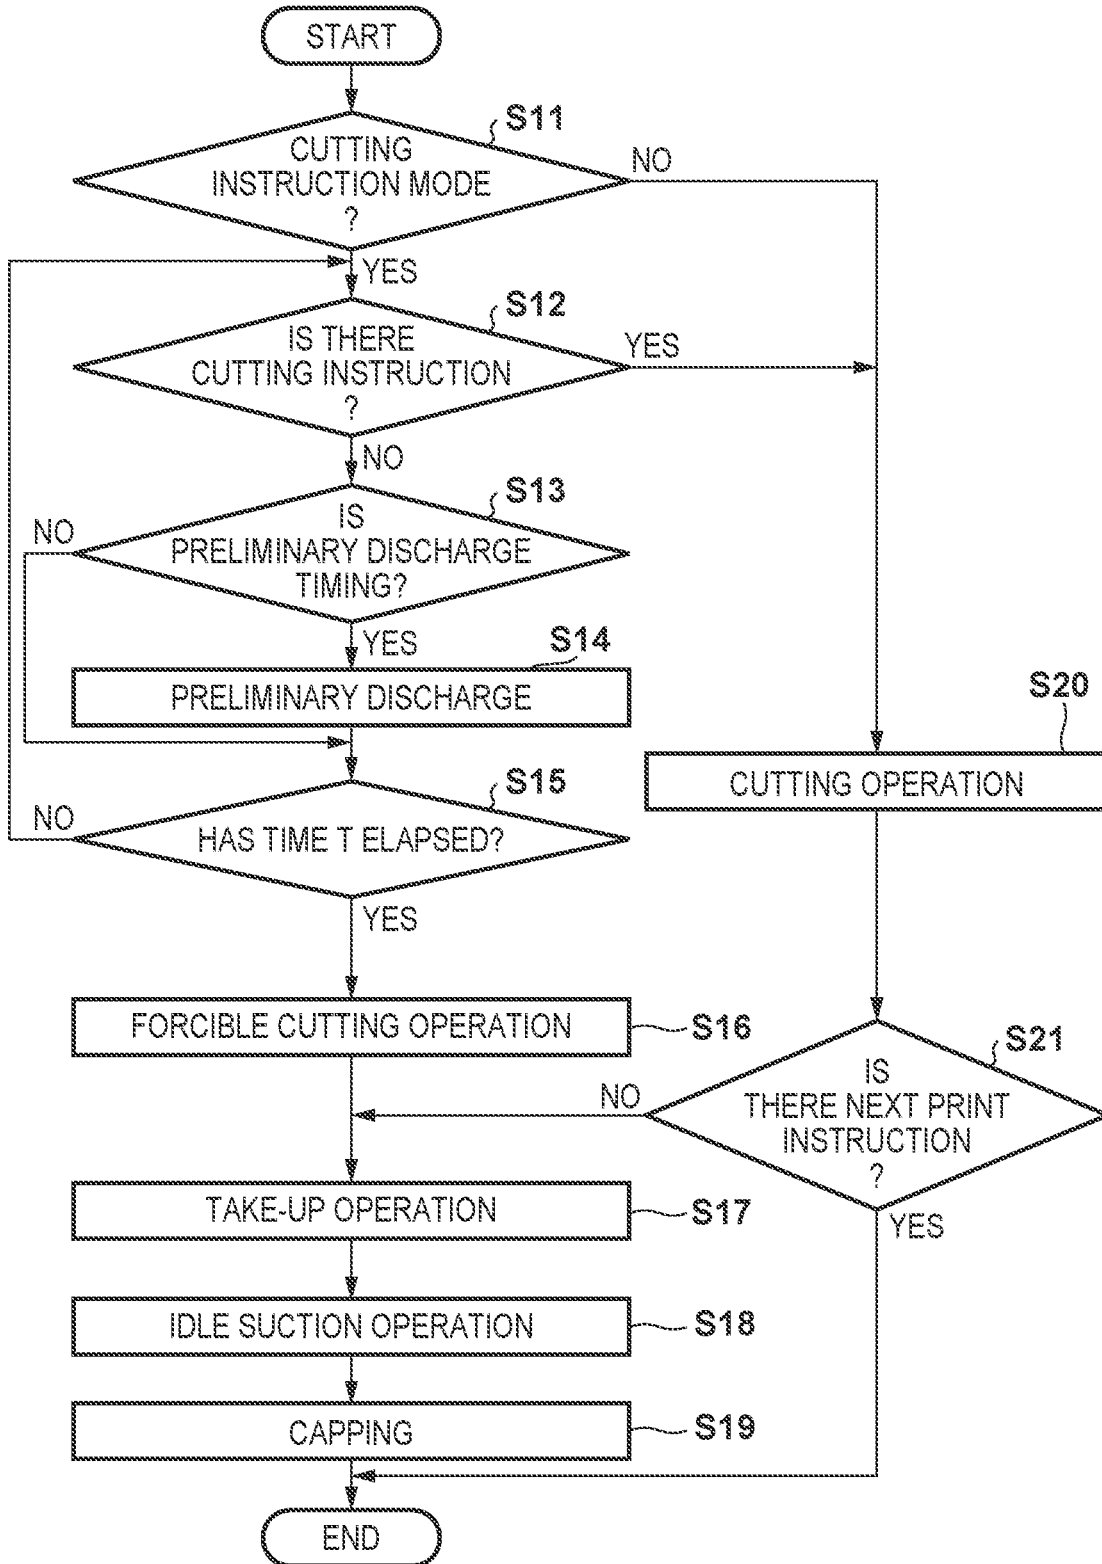 START
S11
CUTTING
INSTRUCTION MODE
?
NO
YES
S12
IS THERE
CUTTING INSTRUCTION
?
YES
NO
S13
IS
PRELIMINARY DISCHARGE
TIMING?
NO
YES
S14
PRELIMINARY DISCHARGE
S20
CUTTING OPERATION
S15
HAS TIME T ELAPSED?
NO
YES
FORCIBLE CUTTING OPERATION
S16
S21
IS
THERE NEXT PRINT
INSTRUCTION
?
NO
YES
TAKE-UP OPERATION
S17
IDLE SUCTION OPERATION
S18
CAPPING
S19
END